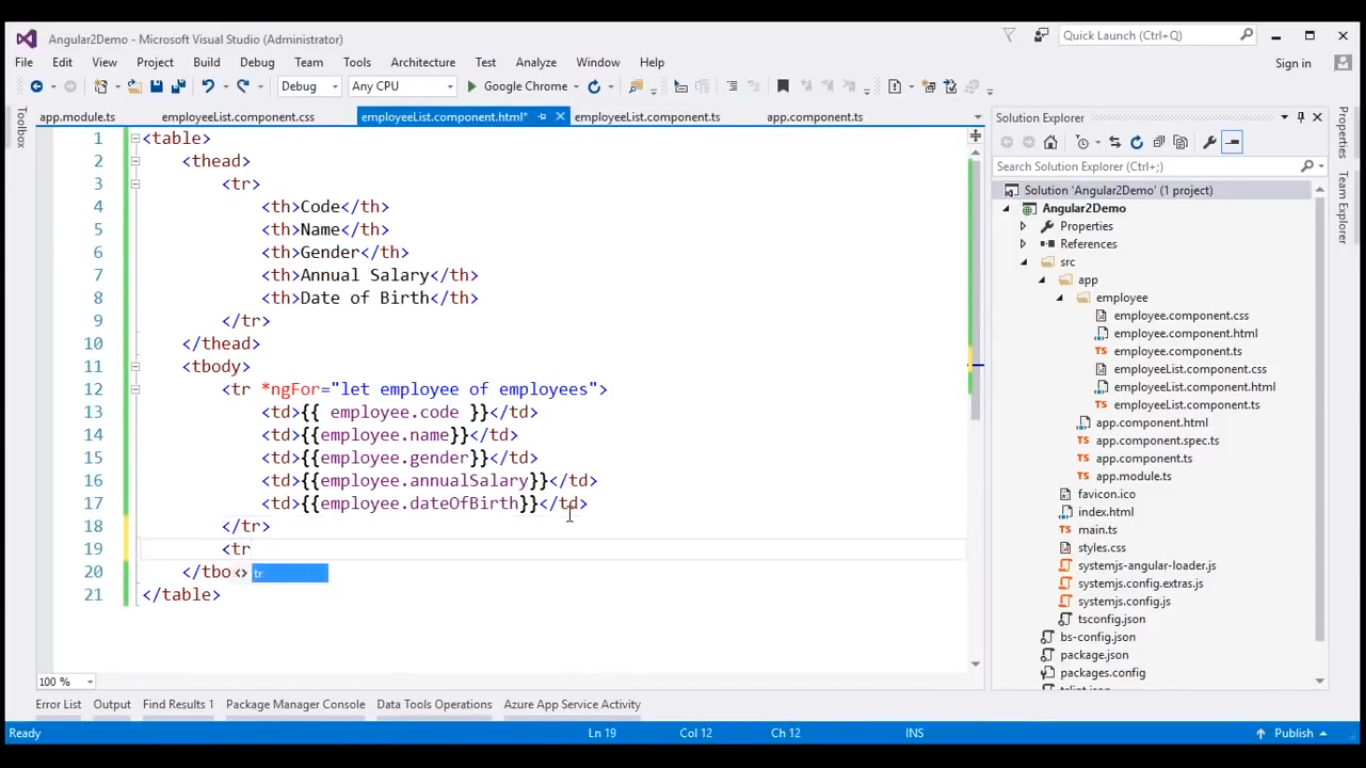 Angular2Demo - Microsoft Visual Studio (Administrator)
Quick Launch (Ctrl+Q)
File Edit View Project Build Debug Team Tools Architecture Test Analyze Window Help
Sign in
Debug Any CPU Google Chrome
Toolbox
app.module.ts employeeList.component.css employeeList.component.html* employeeList.component.ts app.component.ts
1 <table>
2 <thead>
3 <tr>
4 <th>Code</th>
5 <th>Name</th>
6 <th>Gender</th>
7 <th>Annual Salary</th>
8 <th>Date of Birth</th>
9 </tr>
10 </thead>
11 <tbody>
12 <tr *ngFor="let employee of employees">
13 <td>{{ employee.code }}</td>
14 <td>{{employee.name}}</td>
15 <td>{{employee.gender}}</td>
16 <td>{{employee.annualSalary}}</td>
17 <td>{{employee.dateOfBirth}}</td>
18 </tr>
19 <tr
20 </tbo
tr
21 </table>
100 %
Solution Explorer
Search Solution Explorer (Ctrl+;)
Solution 'Angular2Demo' (1 project)
Angular2Demo
Properties
References
src
app
employee
employee.component.css
employee.component.html
employee.component.ts
employeeList.component.css
employeeList.component.html
employeeList.component.ts
app.component.html
app.component.spec.ts
app.component.ts
app.module.ts
favicon.ico
index.html
main.ts
styles.css
systemjs-angular-loader.js
systemjs.config.extras.js
systemjs.config.js
tsconfig.json
bs-config.json
package.json
packages.config
Properties
Team Explorer
Error List Output Find Results 1 Package Manager Console Data Tools Operations Azure App Service Activity
Ready Ln 19 Col 12 Ch 12 INS Publish